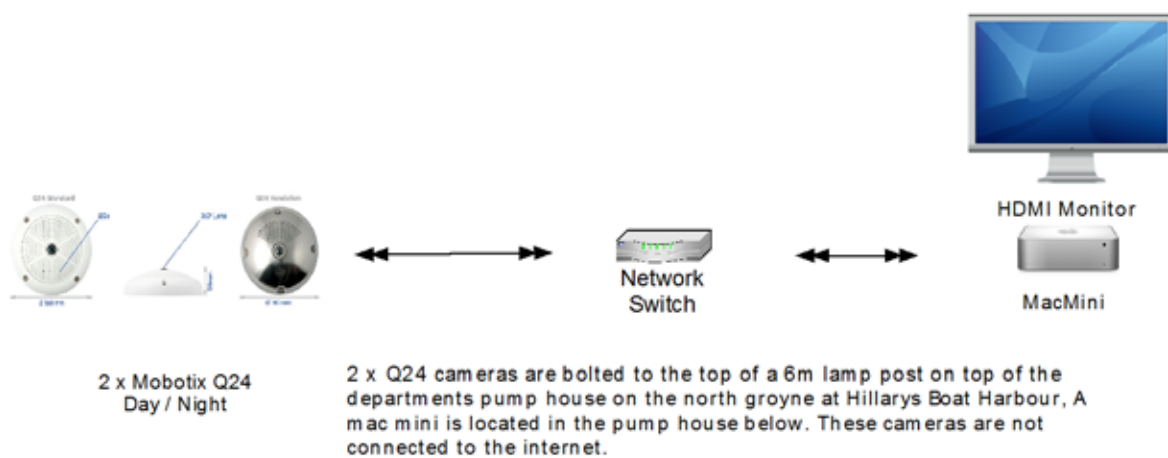 HDMI Monitor
Network
Switch
MacMini
2 x Mobotix Q24
Day / Night
2 x Q24 cameras are bolted to the top of a 6m lamp post on top of the
departments pump house on the north groyne at Hillarys Boat Harbour, A
mac mini is located in the pump house below. These cameras are not
connected to the internet.